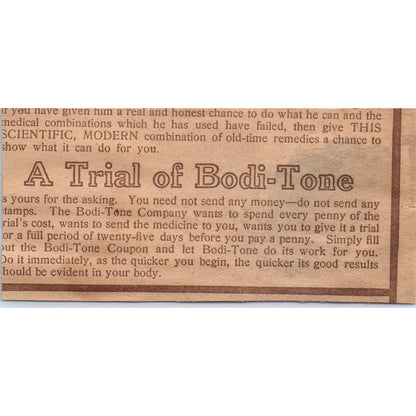 you have given him a real and honest chance to do what he can and the
medical combinations which he has used have failed, then give THIS
SCIENTIFIC, MODERN combination of old-time remedies a chance to
show what it can do for you.
A Trial of Bodi-Tone
is yours for the asking. You need not send any money—do not send any
tamps. The Bodi-Tone Company wants to spend every penny of the
rial's cost, wants to send the medicine to you, wants you to give it a trial
or a full period of twenty-five days before you pay a penny. Simply fill
out the Bodi-Tone Coupon and let Bodi-Tone do its work for you.
Do it immediately, as the quicker you begin, the quicker its good results
hould be evident in your body.